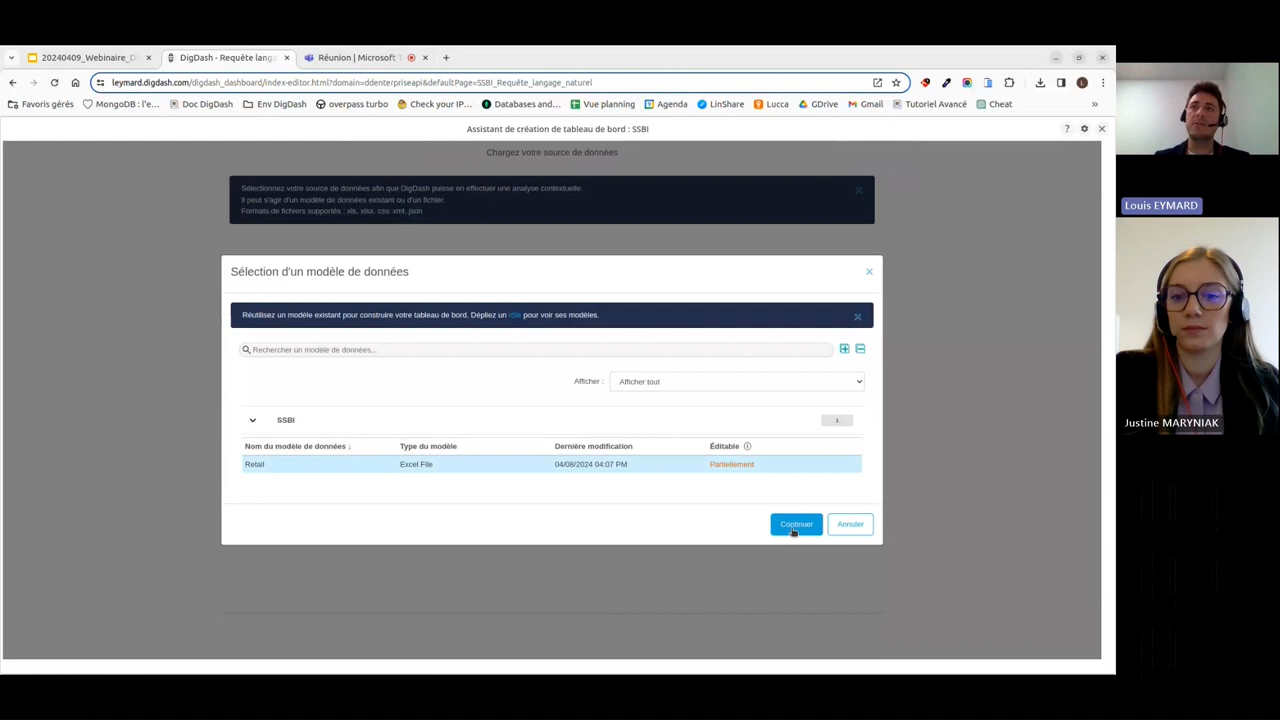 20240409_Webinaire_D
DigDash - Requête langa
Réunion | Microsoft T
leymard.digdash.com/digdash_dashboard/index-editor.html?domain=ddenterpriseapi&defaultPage=SSBI_Requête_langage_naturel
L
Favoris gérés
MongoDB : l'e…
Doc DigDash
Env DigDash
overpass turbo
Check your IP…
Databases and…
Vue planning
Agenda
LinShare
Lucca
GDrive
Gmail
Tutoriel Avancé
Cheat
»
Assistant de création de tableau de bord : SSBI
Chargez votre source de données
Sélectionnez votre source de données afin que DigDash puisse en effectuer une analyse contextuelle.
Il peut s'agir d'un modèle de données existant ou d'un fichier.
Formats de fichiers supportés : xls, xlsx, csv, xml, json
Sélection d'un modèle de données
Réutilisez un modèle existant pour construire votre tableau de bord. Dépliez un rôle pour voir ses modèles.
Rechercher un modèle de données...
Afficher : Afficher tout
SSBI 1
Nom du modèle de données ↓ Type du modèle Dernière modification Éditable
Retail Excel File 04/08/2024 04:07 PM Partiellement
Continuer Annuler
Louis EYMARD
Justine MARYNIAK